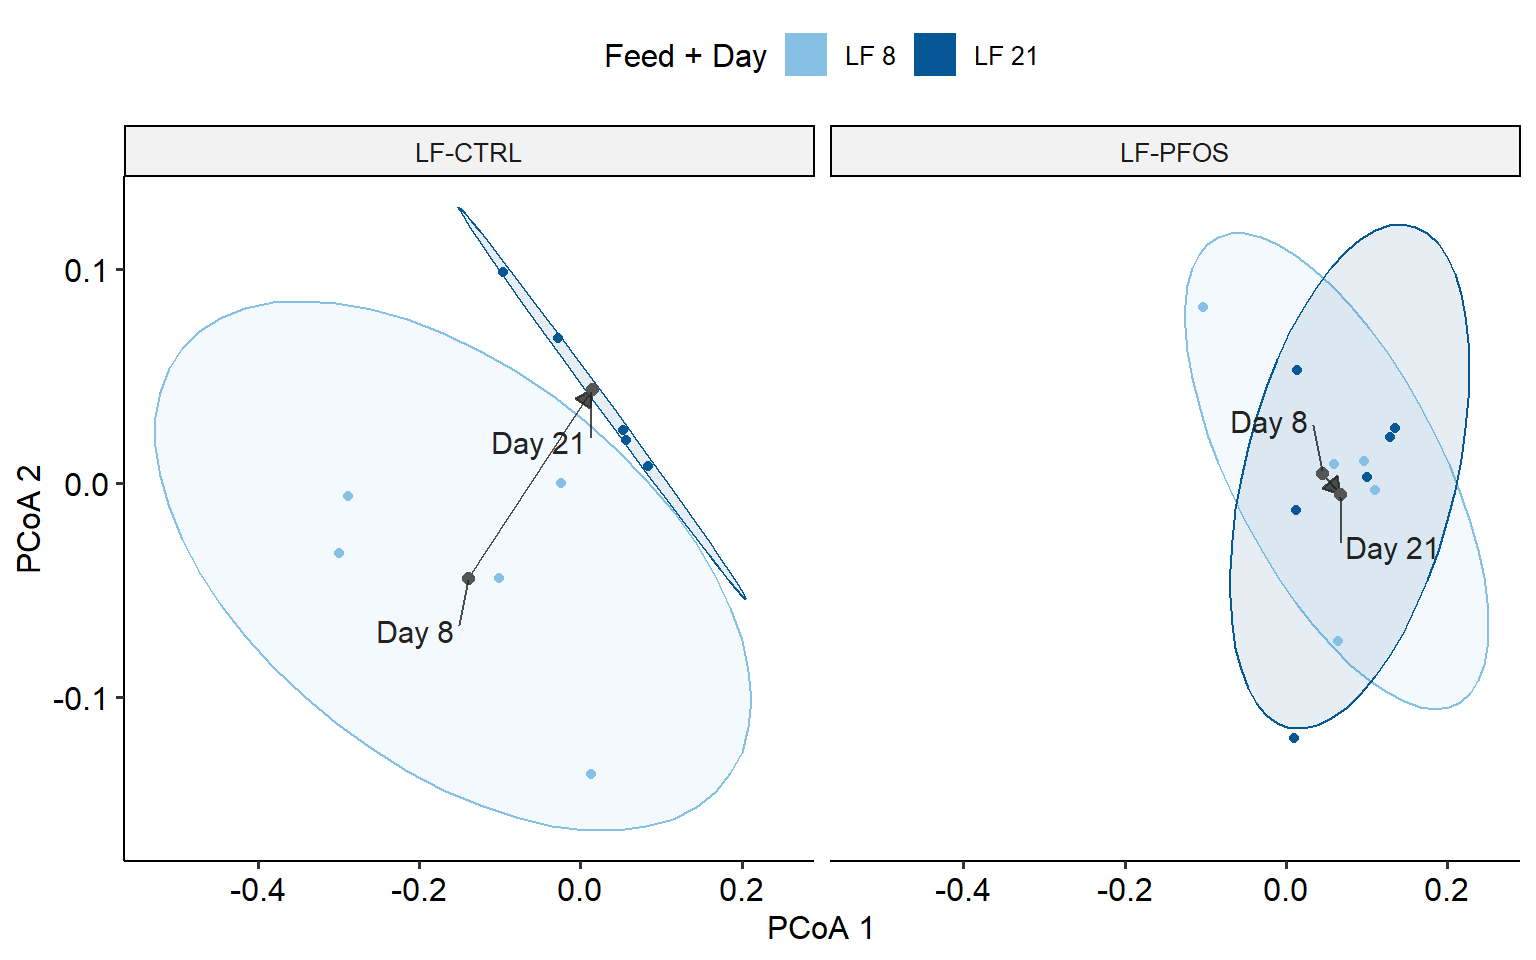 Feed + Day LF 8 LF 21
LF-CTRL LF-PFOS
0.1
0.0
-0.1
PCoA 2
Day 21
Day 8
Day 8
Day 21
-0.4 -0.2 0.0 0.2 -0.4 -0.2 0.0 0.2
PCoA 1